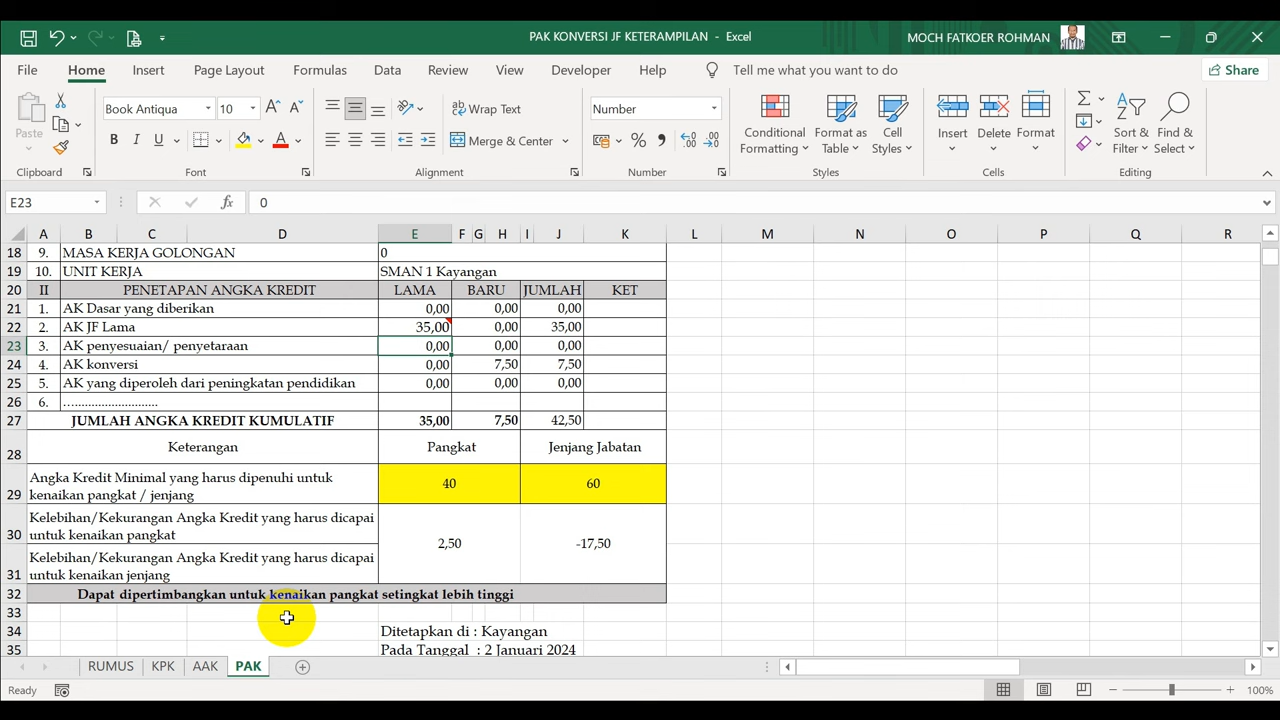 PAK KONVERSI JF KETERAMPILAN - Excel
MOCH FATKOER ROHMAN
File Home Insert Page Layout Formulas Data Review View Developer Help Tell me what you want to do Share
Paste
Book Antiqua 10
Wrap Text
Merge & Center
Number
Conditional Formatting
Format as Table
Cell Styles
Insert Delete Format
Sort & Filter
Find & Select
Clipboard Font Alignment Number Styles Cells Editing
E23 fx 0
A B C D E F G H I J K L M N O P Q R
18 9. MASA KERJA GOLONGAN 0
19 10. UNIT KERJA SMAN 1 Kayangan
20 II PENETAPAN ANGKA KREDIT LAMA BARU JUMLAH KET
21 1. AK Dasar yang diberikan 0,00 0,00 0,00
22 2. AK JF Lama 35,00 0,00 35,00
23 3. AK penyesuaian/ penyetaraan 0,00 0,00 0,00
24 4. AK konversi 0,00 7,50 7,50
25 5. AK yang diperoleh dari peningkatan pendidikan 0,00 0,00 0,00
26 6. ............................
27 JUMLAH ANGKA KREDIT KUMULATIF 35,00 7,50 42,50
28 Keterangan Pangkat Jenjang Jabatan
Angka Kredit Minimal yang harus dipenuhi untuk
29 kenaikan pangkat / jenjang 40 60
Kelebihan/Kekurangan Angka Kredit yang harus dicapai
30 untuk kenaikan pangkat
2,50 -17,50
Kelebihan/Kekurangan Angka Kredit yang harus dicapai
31 untuk kenaikan jenjang
32 Dapat dipertimbangkan untuk kenaikan pangkat setingkat lebih tinggi
33
34 Ditetapkan di : Kayangan
35 Pada Tanggal : 2 Januari 2024
RUMUS KPK AAK PAK
Ready 100%